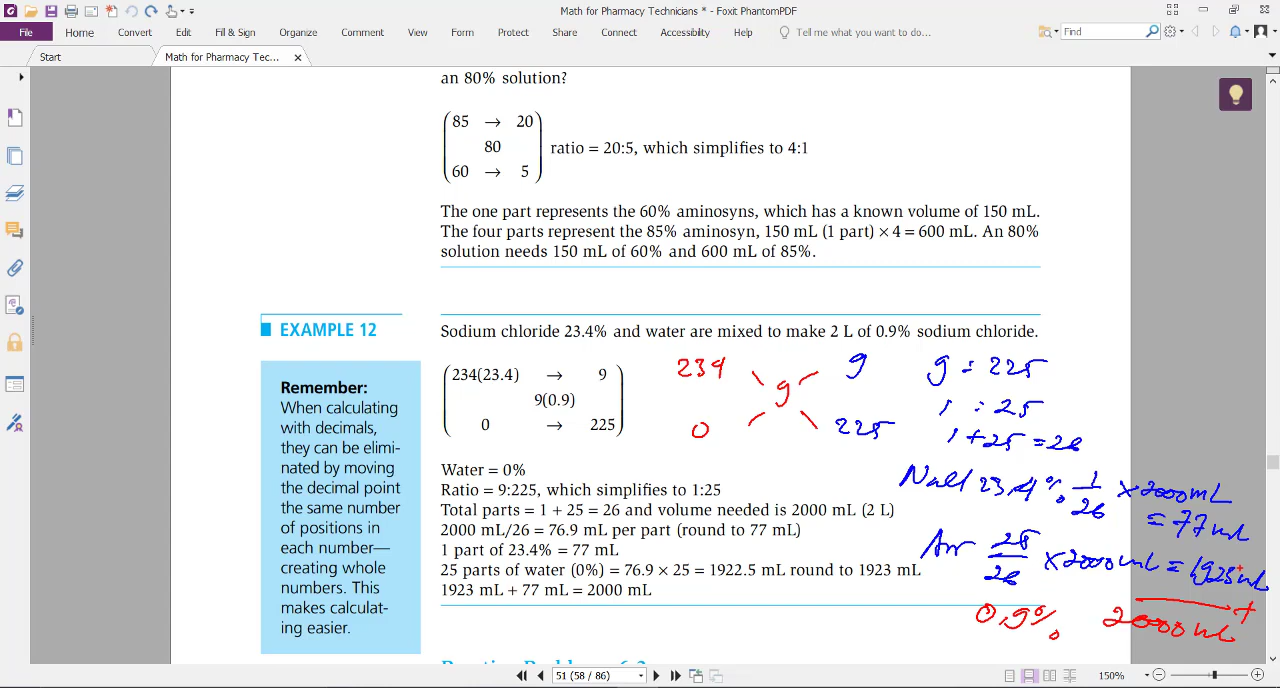 Math for Pharmacy Technicians * - Foxit PhantomPDF
File Home Convert Edit Fill & Sign Organize Comment View Form Protect Share Connect Accessibility Help Tell me what you want to do... Find
Start Math for Pharmacy Tec...
an 80% solution?
85 → 20
80
60 → 5
ratio = 20:5, which simplifies to 4:1
The one part represents the 60% aminosyns, which has a known volume of 150 mL.
The four parts represent the 85% aminosyn, 150 mL (1 part) × 4 = 600 mL. An 80%
solution needs 150 mL of 60% and 600 mL of 85%.
EXAMPLE 12
Sodium chloride 23.4% and water are mixed to make 2 L of 0.9% sodium chloride.
234(23.4) → 9
9(0.9)
0 → 225
234 9
9
0 225
9 : 225
1 : 25
1 + 25 = 26
NaCl 23.4% 1/26 × 2000 mL
= 77 mL
25/26 × 2000 mL = 1923 mL
0.9% 2000 mL
+
Remember:
When calculating
with decimals,
they can be elimi-
nated by moving
the decimal point
the same number
of positions in
each number—
creating whole
numbers. This
makes calculat-
ing easier.
Water = 0%
Ratio = 9:225, which simplifies to 1:25
Total parts = 1 + 25 = 26 and volume needed is 2000 mL (2 L)
2000 mL/26 = 76.9 mL per part (round to 77 mL)
1 part of 23.4% = 77 mL
25 parts of water (0%) = 76.9 × 25 = 1922.5 mL round to 1923 mL
1923 mL + 77 mL = 2000 mL
51 (58 / 86)
150%